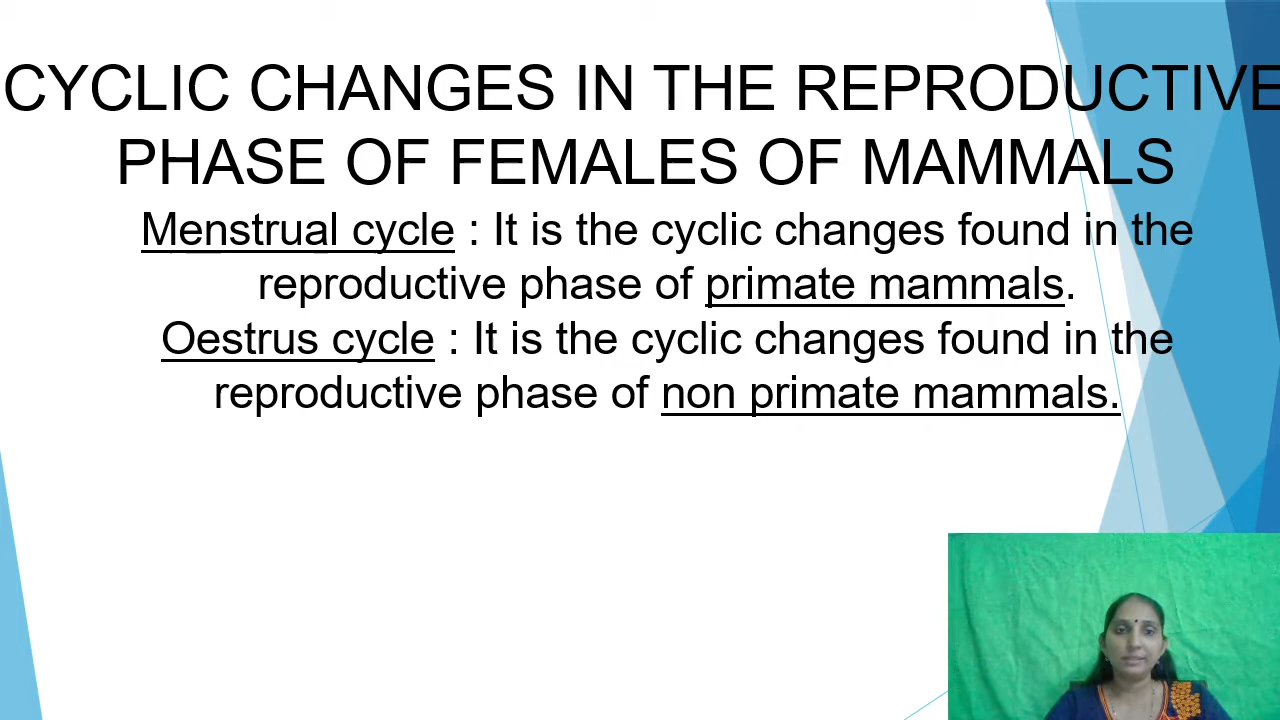 CYCLIC CHANGES IN THE REPRODUCTIVE
PHASE OF FEMALES OF MAMMALS
Menstrual cycle : It is the cyclic changes found in the
reproductive phase of primate mammals.
Oestrus cycle : It is the cyclic changes found in the
reproductive phase of non primate mammals.